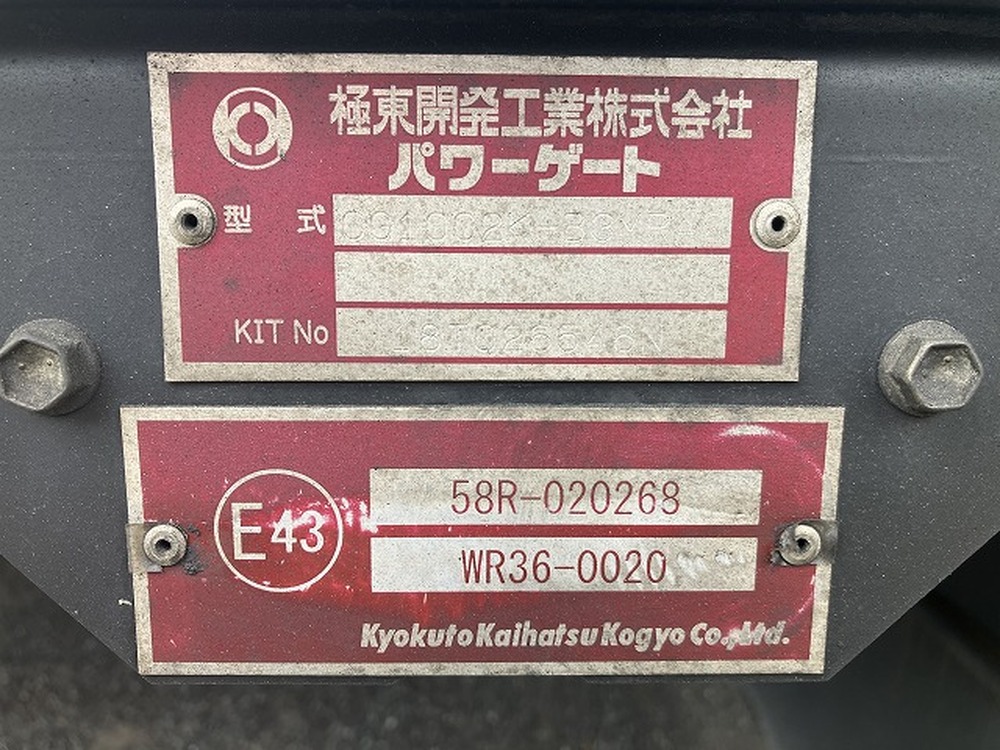 極東開発工業株式会社
パワーゲート
型 式
KIT No
E43
58R-020268
WR36-0020
Kyokuto Kaihatsu Kogyo Co.,Ltd.